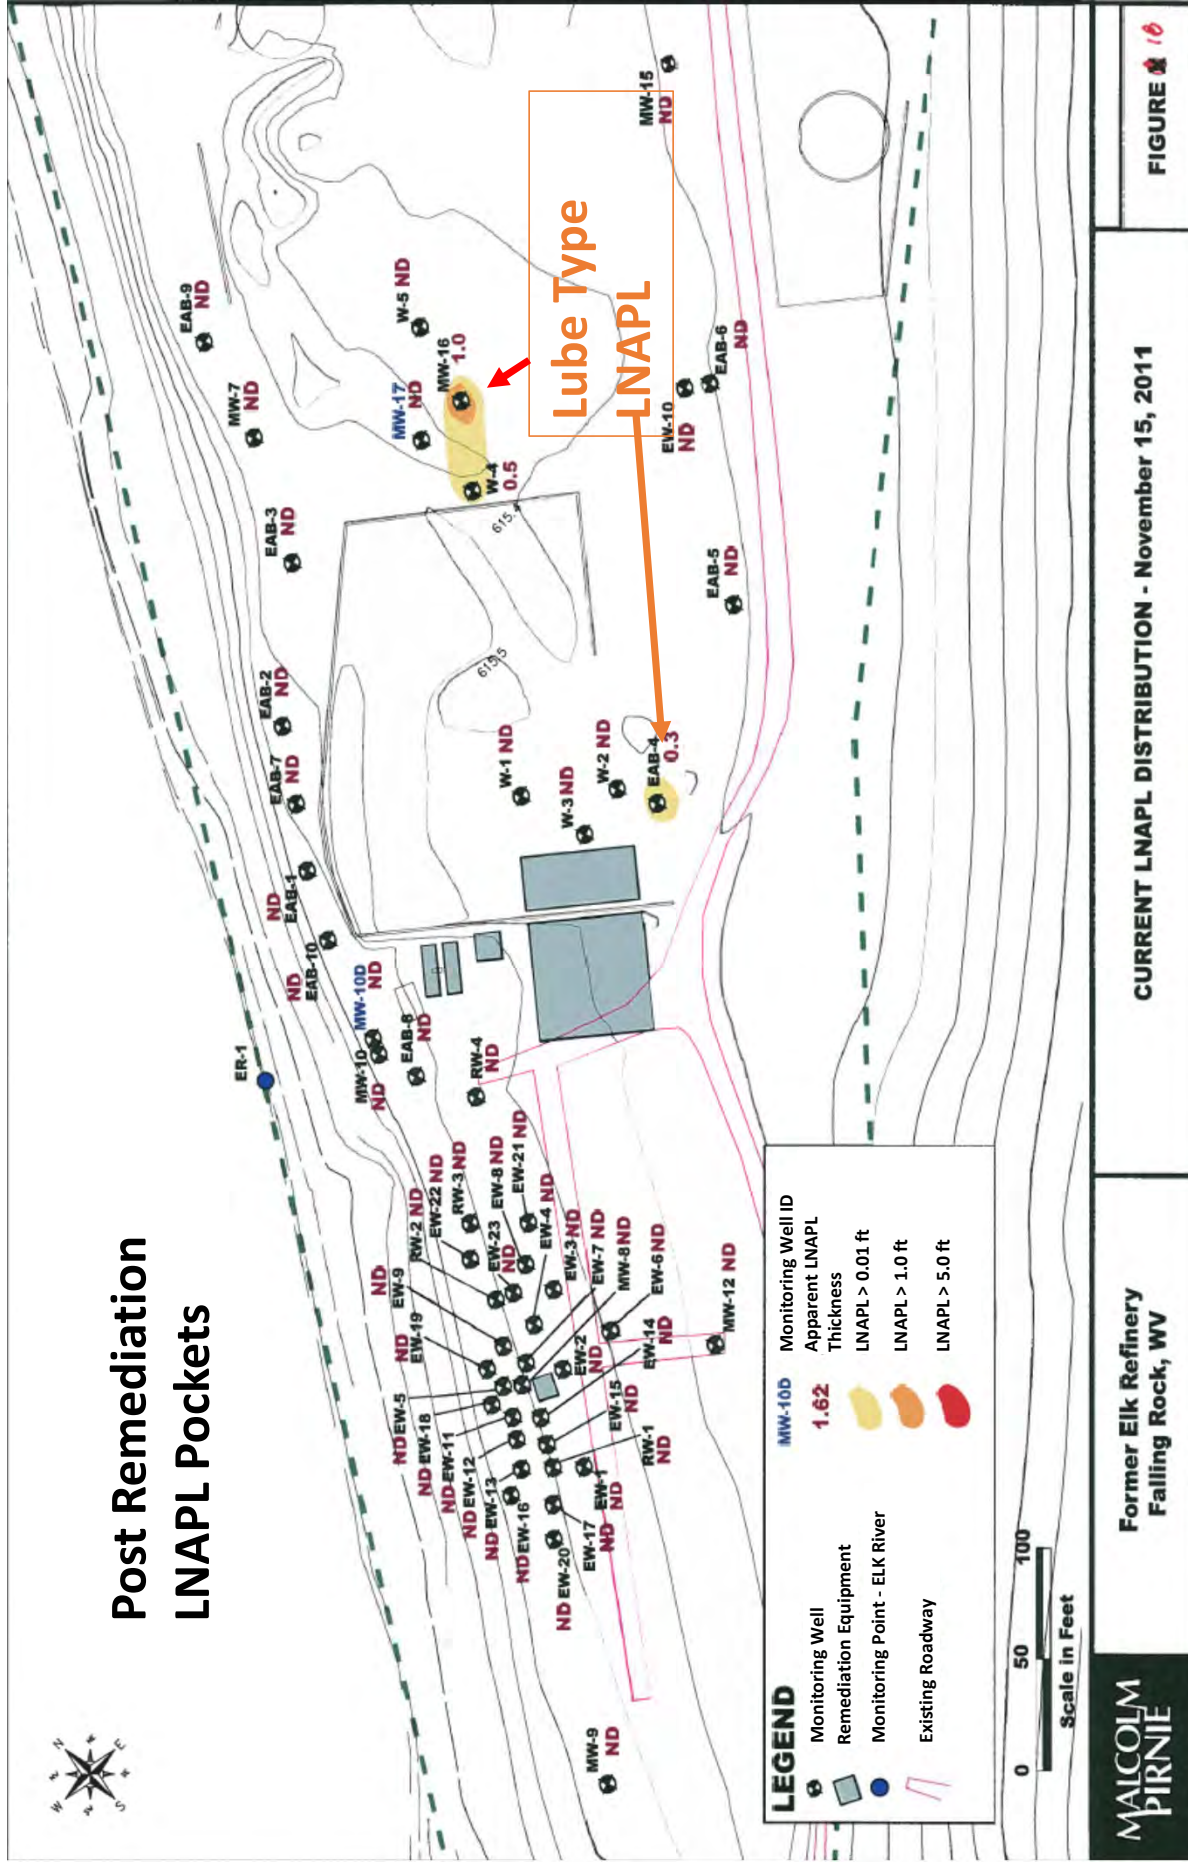 Post Remediation
LNAPL Pockets
ER-1
MW-9
ND
ND EW-20
EW-17
ND
ND EW-16
ND EW-13
ND EW-12
ND EW-11
ND EW-18
ND EW-5
ND
EW-19
ND
EW-9
RW-2 ND
EW-22 ND
RW-3 ND
EW-23
ND
EW-8 ND
EW-21 ND
EW-4 ND
EW-3 ND
EW-7 ND
MW-8 ND
EW-6 ND
EW-2
ND
EW-14
ND
EW-15
ND
RW-1
ND
EW-1
ND
MW-12 ND
RW-4
ND
EAB-8
ND
MW-10
ND
MW-10D
ND
ND
EAB-10
ND
EAB-1
EAB-7
ND
EAB-2
ND
EAB-3
ND
MW-7
ND
EAB-9
ND
W-1 ND
W-3 ND
W-2 ND
EAB-4
0.3
615.5
615.4
W-4
0.5
MW-17
ND
MW-16
1.0
W-5 ND
Lube Type
LNAPL
EAB-5
ND
EW-10
ND
EAB-6
ND
MW-15
ND
N
E
S
W
LEGEND
Monitoring Well
Remediation Equipment
Monitoring Point - ELK River
Existing Roadway
MW-10D
Monitoring Well ID
1.62
Apparent LNAPL
Thickness
LNAPL > 0.01 ft
LNAPL > 1.0 ft
LNAPL > 5.0 ft
0
50
100
Scale in Feet
MALCOLM
PIRNIE
Former Elk Refinery
Falling Rock, WV
CURRENT LNAPL DISTRIBUTION - November 15, 2011
FIGURE